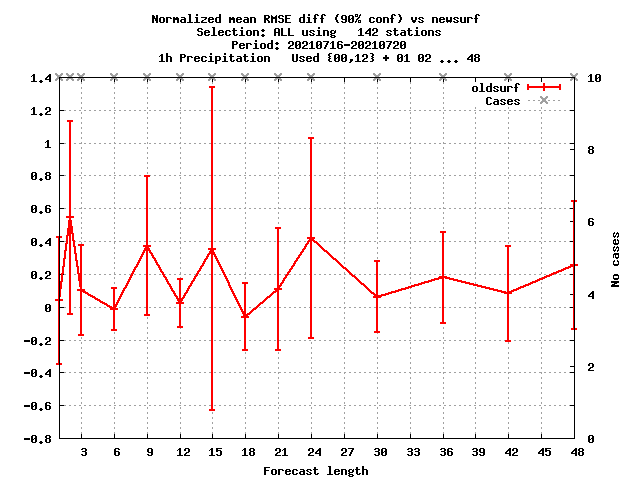 Normalized mean RMSE diff (90% conf) vs newsurf
Selection: ALL using   142 stations
Period: 20210716-20210720
1h Precipitation   Used {00,12} + 01 02 ... 48
1.4
1.2
1
0.8
0.6
0.4
0.2
0
-0.2
-0.4
-0.6
-0.8
oldsurf
Cases
10
8
6
4
2
0
No cases
3 6 9 12 15 18 21 24 27 30 33 36 39 42 45 48
Forecast length